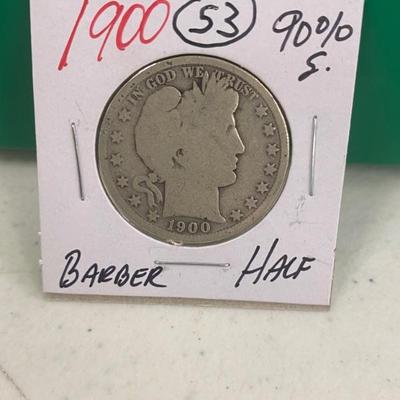 1900 53 90%
S.
IN GOD WE TRUST
1900
BARBER HALF